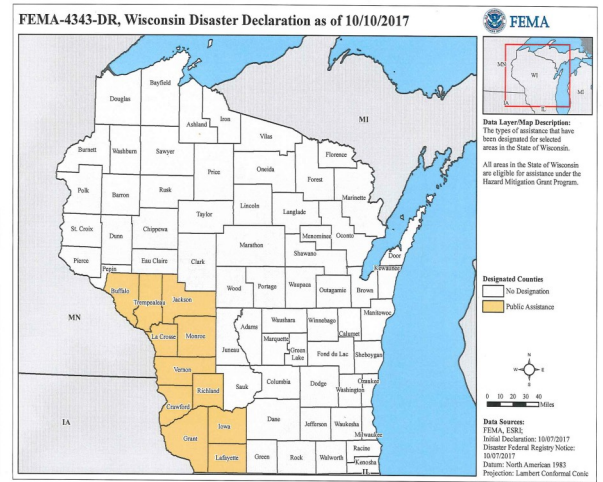 FEMA-4343-DR, Wisconsin Disaster Declaration as of 10/10/2017
FEMA
MN
WI
MI
IA
IL
Data Layer/Map Description:
The types of assistance that have
been designated for selected
areas in the State of Wisconsin.
All areas in the State of Wisconsin
are eligible for assistance under the
Hazard Mitigation Grant Program.
Designated Counties
No Designation
Public Assistance
N
W
E
S
0 10 20 30 40
Miles
Data Sources:
FEMA, ESRI;
Initial Declaration: 10/07/2017
Disaster Federal Registry Notice:
10/07/2017
Datum: North American 1983
Projection: Lambert Conformal Conic
MI
Bayfield
Douglas
Ashland
Iron
Vilas
Florence
Burnett
Washburn
Sawyer
Price
Oneida
Forest
Marinette
Polk
Barron
Rusk
Lincoln
Langlade
Taylor
St. Croix
Dunn
Chippewa
Menominee
Oconto
Marathon
Shawano
Door
Pierce
Pepin
Eau Claire
Clark
Kewaunee
Buffalo
Trempealeau
Jackson
Wood
Portage
Waupaca
Outagamie
Brown
MN
Manitowoc
La Crosse
Monroe
Adams
Waushara
Winnebago
Calumet
Juneau
Marquette
Green
Lake
Fond du Lac
Sheboygan
Vernon
Richland
Sauk
Columbia
Dodge
Washington
Ozaukee
Crawford
IA
Grant
Iowa
Dane
Jefferson
Waukesha
Milwaukee
Lafayette
Green
Rock
Walworth
Racine
Kenosha
IL